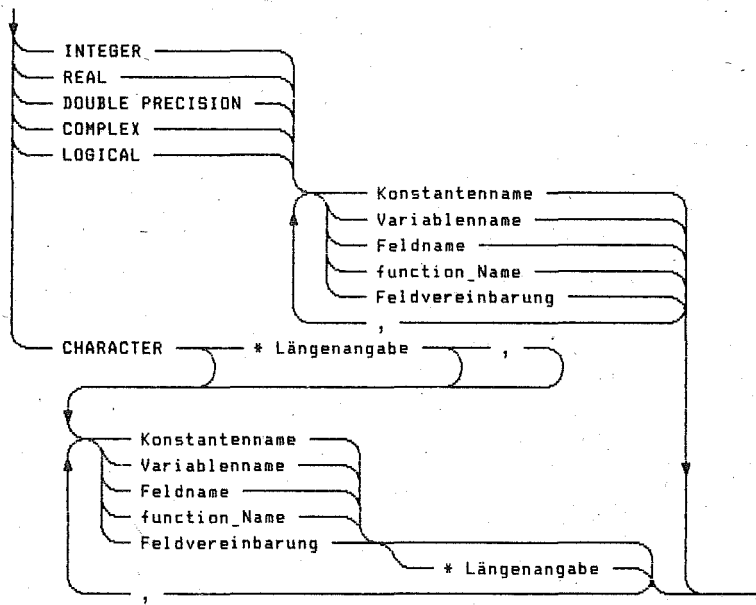 INTEGER
REAL
DOUBLE PRECISION
COMPLEX
LOGICAL
Konstantenname
Variablenname
Feldname
function_Name
Feldvereinbarung
,
CHARACTER * Längenangabe ,
Konstantenname
Variablenname
Feldname
function_Name
Feldvereinbarung
* Längenangabe
,